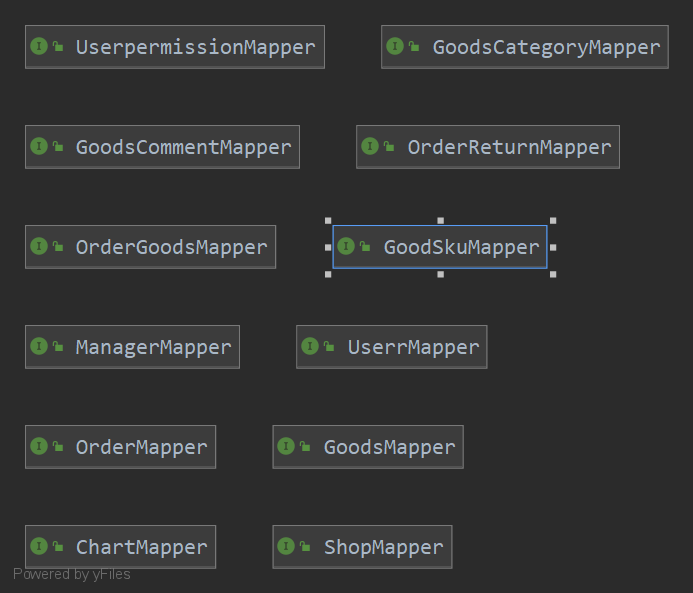 UserpermissionMapper GoodsCategoryMapper
GoodsCommentMapper OrderReturnMapper
OrderGoodsMapper GoodSkuMapper
ManagerMapper UserrMapper
OrderMapper GoodsMapper
ChartMapper ShopMapper
Powered by yFiles